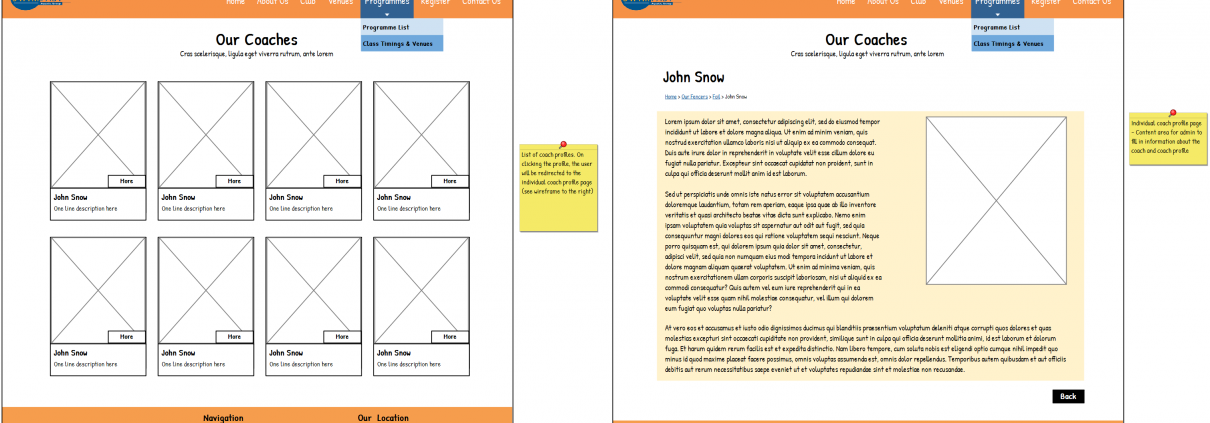 Home About Us Club Venues Programmes Register Contact Us
Programme List
Class Timings & Venues
Our Coaches
Cras scelerisque, ligula eget viverra rutrum, ante lorem
More More More More
John Snow John Snow John Snow John Snow
One line description here One line description here One line description here One line description here
More More More More
John Snow John Snow John Snow John Snow
One line description here One line description here One line description here One line description here
Navigation Our Location
List of coach profiles. On
clicking the profile, the user
will be redirected to the
individual coach profile page
(see wireframe to the right)
Home About Us Club Venues Programmes Register Contact Us
Programme List
Class Timings & Venues
Our Coaches
Cras scelerisque, ligula eget viverra rutrum, ante lorem
John Snow
Home > Our Fencers > Foil > John Snow
Lorem ipsum dolor sit amet, consectetur adipiscing elit, sed do eiusmod tempor
incididunt ut labore et dolore magna aliqua. Ut enim ad minim veniam, quis
nostrud exercitation ullamco laboris nisi ut aliquip ex ea commodo consequat.
Duis aute irure dolor in reprehenderit in voluptate velit esse cillum dolore eu
fugiat nulla pariatur. Excepteur sint occaecat cupidatat non proident, sunt in
culpa qui officia deserunt mollit anim id est laborum.
Sed ut perspiciatis unde omnis iste natus error sit voluptatem accusantium
doloremque laudantium, totam rem aperiam, eaque ipsa quae ab illo inventore
veritatis et quasi architecto beatae vitae dicta sunt explicabo. Nemo enim
ipsam voluptatem quia voluptas sit aspernatur aut odit aut fugit, sed quia
consequuntur magni dolores eos qui ratione voluptatem sequi nesciunt. Neque
porro quisquam est, qui dolorem ipsum quia dolor sit amet, consectetur,
adipisci velit, sed quia non numquam eius modi tempora incidunt ut labore et
dolore magnam aliquam quaerat voluptatem. Ut enim ad minima veniam, quis
nostrum exercitationem ullam corporis suscipit laboriosam, nisi ut aliquid ex ea
commodi consequatur? Quis autem vel eum iure reprehenderit qui in ea
voluptate velit esse quam nihil molestiae consequatur, vel illum qui dolorem
eum fugiat quo voluptas nulla pariatur?
At vero eos et accusamus et iusto odio dignissimos ducimus qui blanditiis praesentium voluptatum deleniti atque corrupti quos dolores et quas
molestias excepturi sint occaecati cupiditate non provident, similique sunt in culpa qui officia deserunt mollitia animi, id est laborum et dolorum
fuga. Et harum quidem rerum facilis est et expedita distinctio. Nam libero tempore, cum soluta nobis est eligendi optio cumque nihil impedit quo
minus id quod maxime placeat facere possimus, omnis voluptas assumenda est, omnis dolor repellendus. Temporibus autem quibusdam et aut officiis
debitis aut rerum necessitatibus saepe eveniet ut et voluptates repudiandae sint et molestiae non recusandae.
Back
Individual coach profile page
- Content area for admin to
fill in information about the
coach and coach profile